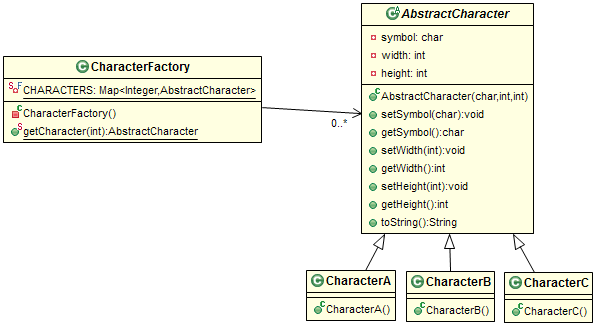 AbstractCharacter
symbol: char
width: int
height: int
AbstractCharacter(char,int,int)
setSymbol(char):void
getSymbol():char
setWidth(int):void
getWidth():int
setHeight(int):void
getHeight():int
toString():String
CharacterFactory
CHARACTERS: Map<Integer,AbstractCharacter>
CharacterFactory()
getCharacter(int):AbstractCharacter
0..*
CharacterA
CharacterA()
CharacterB
CharacterB()
CharacterC
CharacterC()